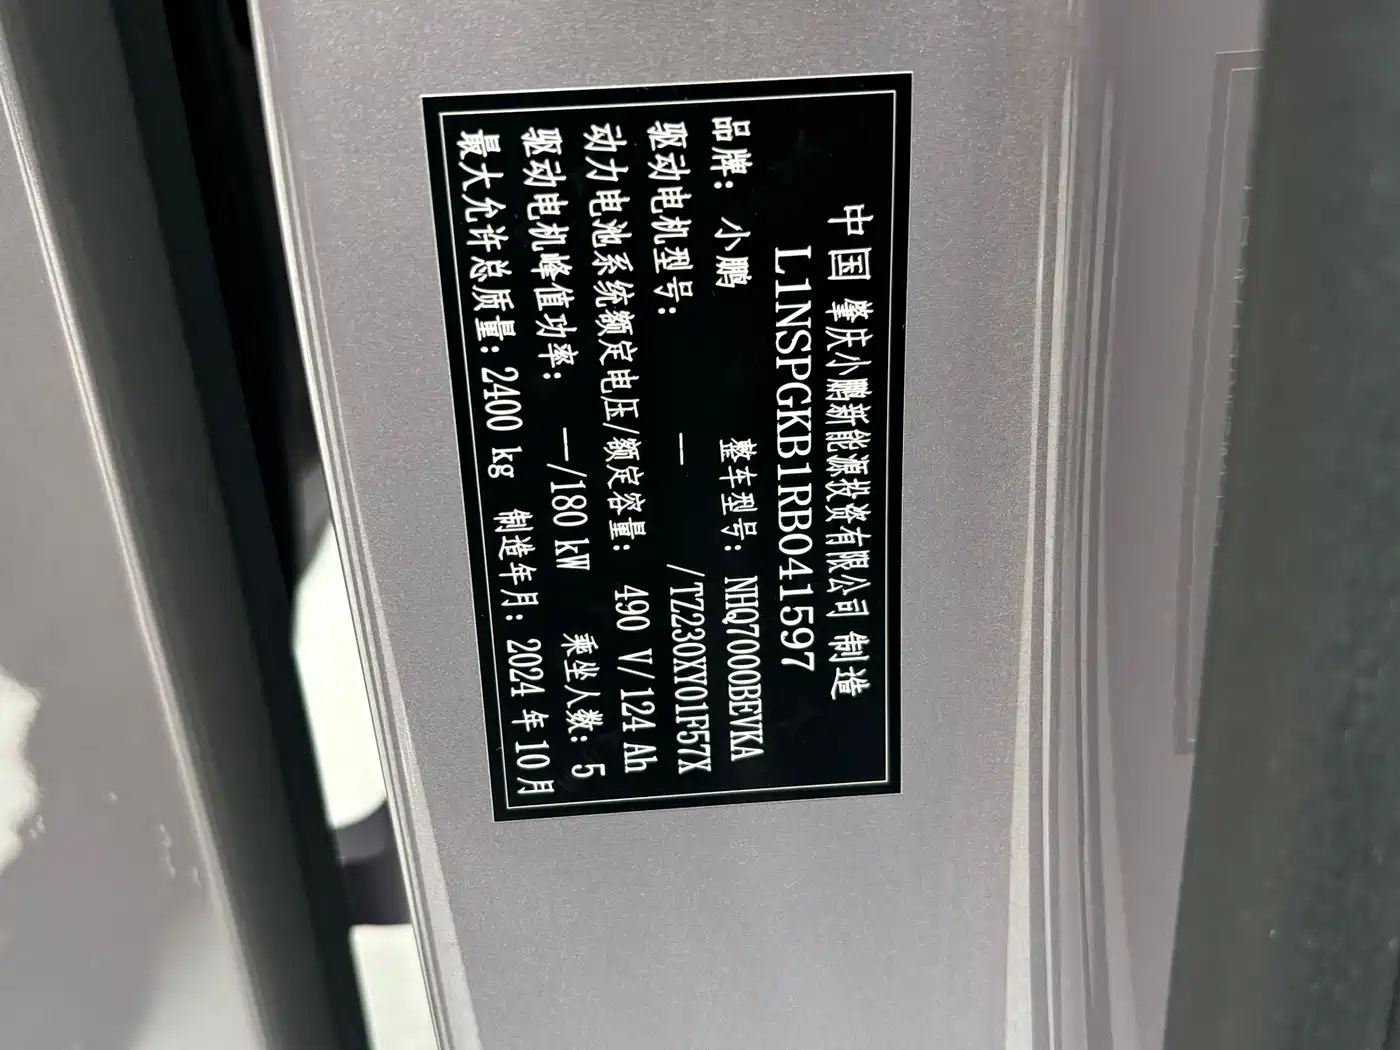 中国 肇庆小鹏新能源投资有限公司 制造
L1NSPGKB1RB041597
品牌：小鹏 整车型号：NHQ7000BEVKA
驱动电机型号： —/TZ230XY01F57X
动力电池系统额定电压/额定容量： 490 V/124 Ah
驱动电机峰值功率： —/180 kW 乘坐人数：5
最大允许总质量：2400 kg 制造年月：2024 年 10 月